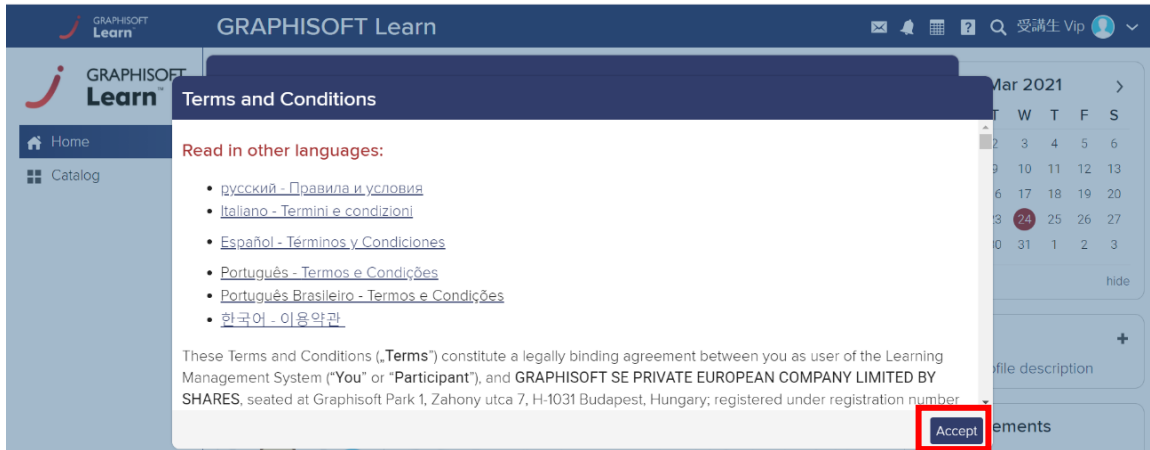 GRAPHISOFT
Learn™
GRAPHISOFT Learn
受講生 Vip
GRAPHISOFT
Learn™
Home
Catalog
Terms and Conditions
Read in other languages:
• русский - Правила и условия
• Italiano - Termini e condizioni
• Español - Términos y Condiciones
• Português - Termos e Condições
• Português Brasileiro - Termos e Condições
• 한국어 - 이용약관
These Terms and Conditions („Terms”) constitute a legally binding agreement between you as user of the Learning
Management System (“You” or “Participant”), and GRAPHISOFT SE PRIVATE EUROPEAN COMPANY LIMITED BY
SHARES, seated at Graphisoft Park 1, Zahony utca 7, H-1031 Budapest, Hungary; registered under registration number
Accept
Mar 2021 >
T W T F S
2 3 4 5 6
9 10 11 12 13
6 17 18 19 20
23 24 25 26 27
30 31 1 2 3
hide
+
ofile description
ements